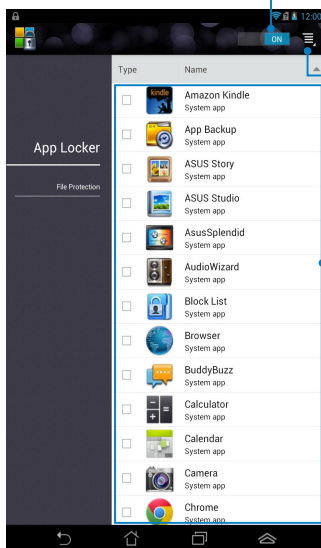 12:00
ON
Type Name
App Locker
File Protection
kindle
Amazon Kindle
System app
App Backup
System app
ASUS Story
System app
ASUS Studio
System app
AsusSplendid
System app
AudioWizard
System app
Block List
System app
Browser
System app
BuddyBuzz
System app
Calculator
System app
Calendar
System app
Camera
System app
Chrome
System app